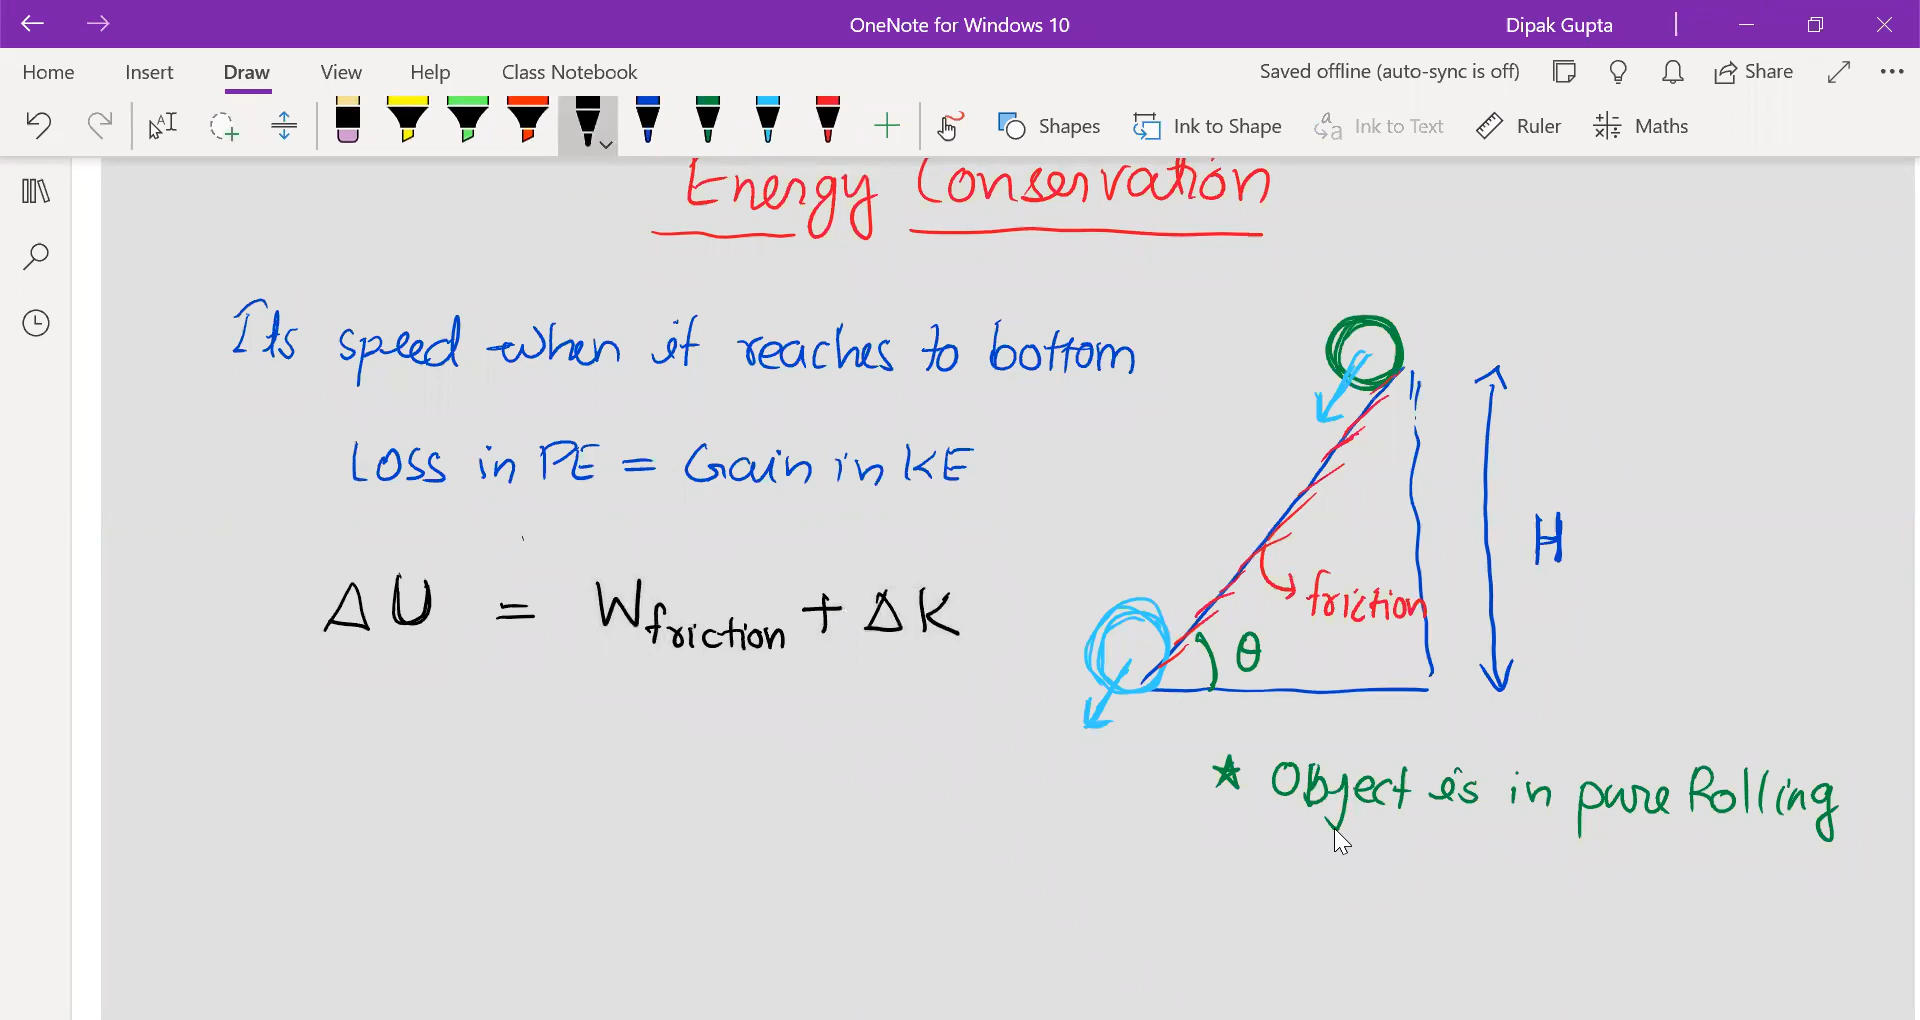 OneNote for Windows 10
Dipak Gupta
Home Insert Draw View Help Class Notebook
Saved offline (auto-sync is off)
Share
Shapes
Ink to Shape
Ink to Text
Ruler
Maths
Energy Conservation
Its speed when it reaches to bottom
Loss in PE = Gain in KE
ΔU = Wfriction + ΔK
H
friction
θ
★ Object is in pure Rolling